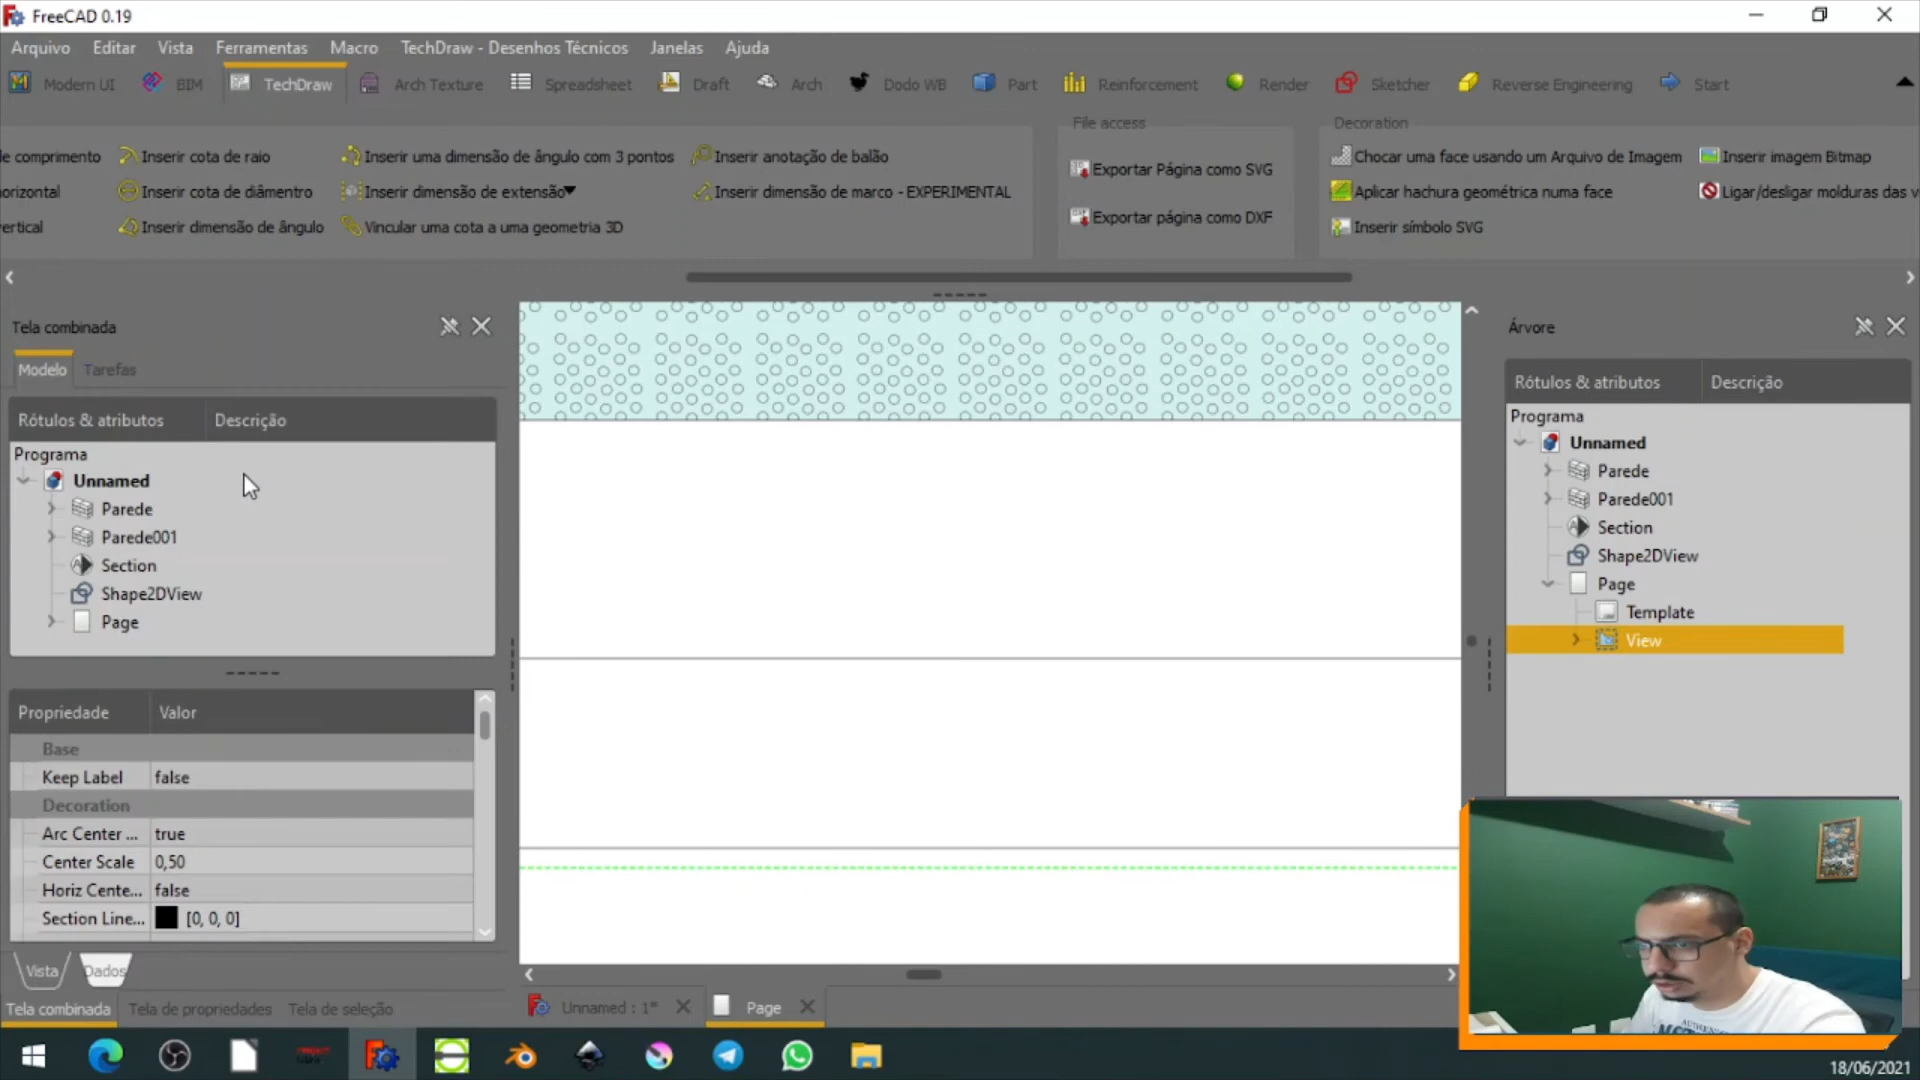 FreeCAD 0.19
Arquivo Editar Vista Ferramentas Macro TechDraw - Desenhos Técnicos Janelas Ajuda
Modern UI BIM TechDraw Arch Texture Spreadsheet Draft Arch Dodo WB Part Reinforcement Render Sketcher Reverse Engineering Start
File access Decoration
de comprimento Inserir cota de raio Inserir uma dimensão de ângulo com 3 pontos Inserir anotação de balão Exportar Página como SVG Chocar uma face usando um Arquivo de Imagem Inserir imagem Bitmap
orizontal Inserir cota de diâmentro Inserir dimensão de extensão Inserir dimensão de marco - EXPERIMENTAL Exportar página como DXF Aplicar hachura geométrica numa face Ligar/desligar molduras das v
vertical Inserir dimensão de ângulo Vincular uma cota a uma geometria 3D Inserir símbolo SVG
Tela combinada
Modelo Tarefas
Rótulos & atributos Descrição
Programa
Unnamed
Parede
Parede001
Section
Shape2DView
Page
Propriedade Valor
Base
Keep Label false
Decoration
Arc Center ... true
Center Scale 0,50
Horiz Cente... false
Section Line... [0, 0, 0]
Vista Dados
Tela combinada Tela de propriedades Tela de seleção
Unnamed : 1* Page
Árvore
Rótulos & atributos Descrição
Programa
Unnamed
Parede
Parede001
Section
Shape2DView
Page
Template
View
18/06/2021